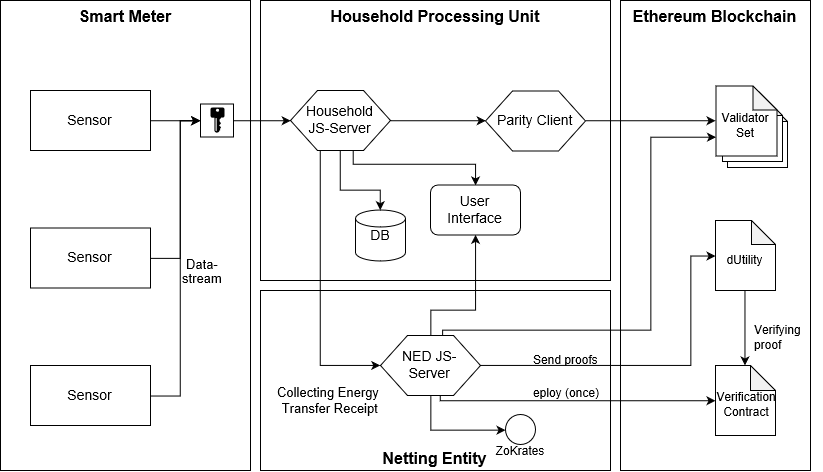 Smart Meter
Household Processing Unit
Ethereum Blockchain
Sensor
Household
JS-Server
Parity Client
Validator
Set
User
Interface
DB
Sensor
Data-
stream
dUtility
Verifying
proof
NED JS-
Server
Send proofs
Collecting Energy
Transfer Receipt
eploy (once)
Sensor
Verification
Contract
ZoKrates
Netting Entity